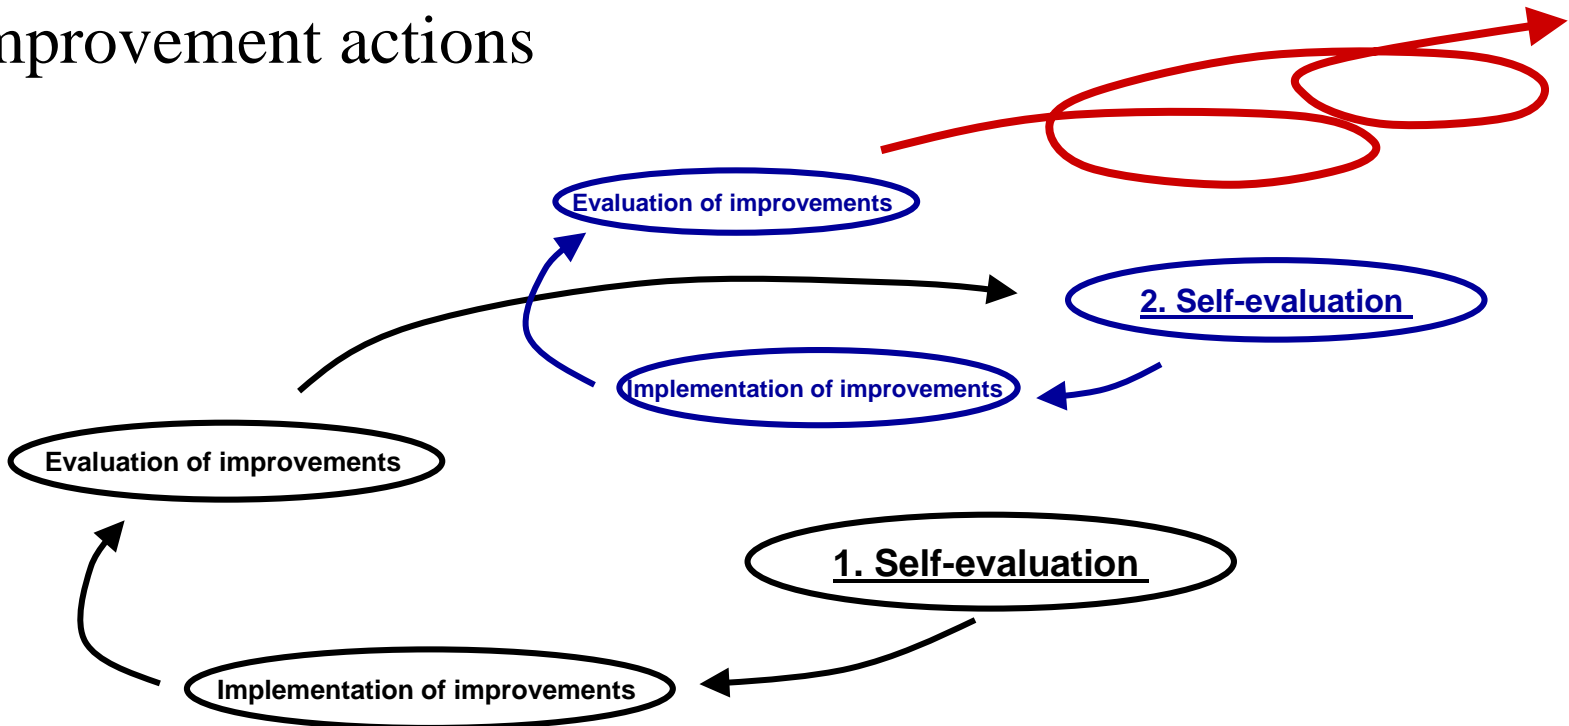 mprovement actions
Evaluation of improvements
2. Self-evaluation
Implementation of improvements
Evaluation of improvements
1. Self-evaluation
Implementation of improvements